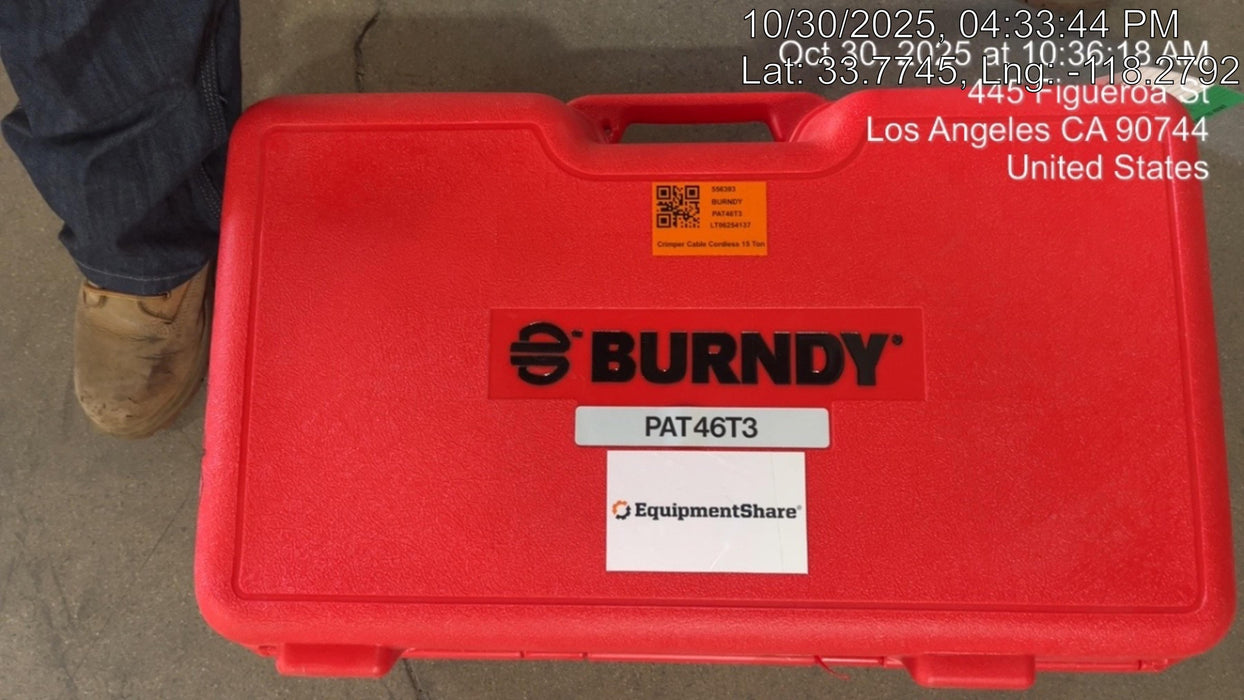 10/30/2025, 04:33:44 PM
Oct 30, 2025 at 10:36:18 AM
Lat: 33.7745, Lng: -118.2792
445 Figueroa St
Los Angeles CA 90744
United States
556393
BURNDY
PAT46T3
LT96254137
Crimper Cable Cordless 15 Ton
BURNDY®
PAT46T3
EquipmentShare®